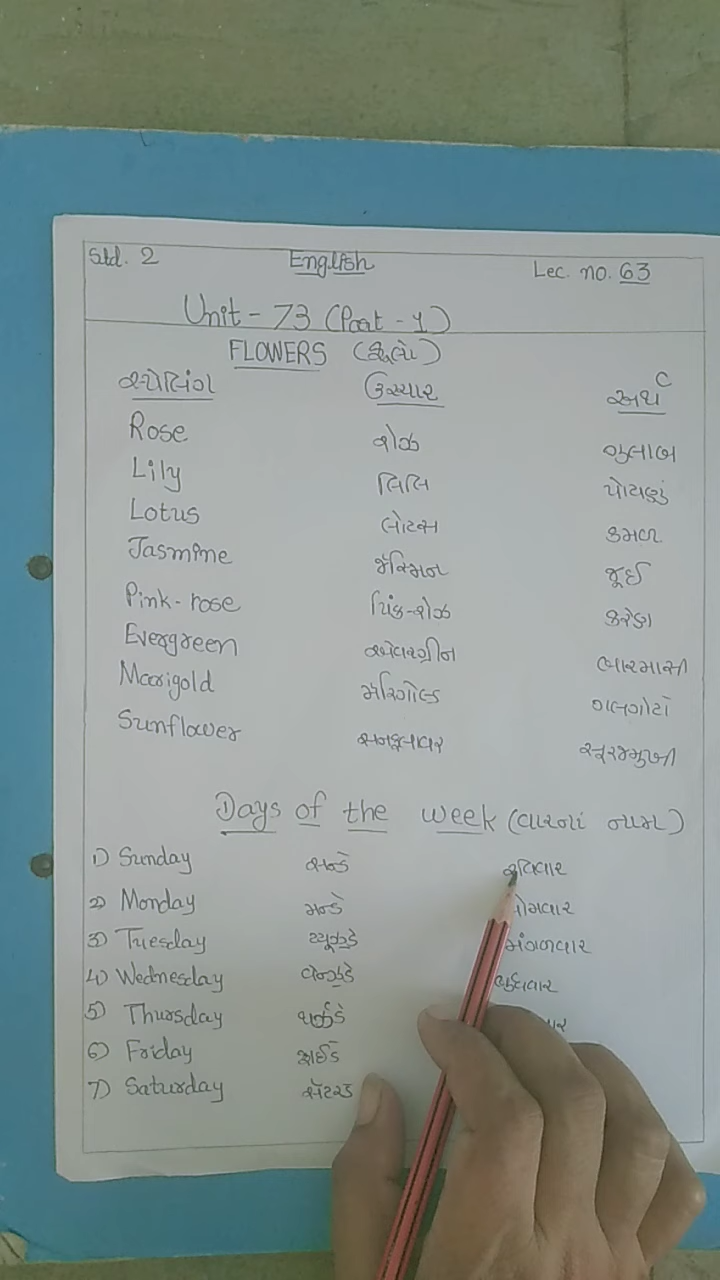 Std. 2 English Lec. no. 63
Unit - 73 (Part - 1)
FLOWERS (ફૂલો)
સ્પેલિંગ ઉચ્ચાર અર્થ
Rose રોઝ ગુલાબ
Lily લિલિ પોયણું
Lotus લોટસ કમળ
Jasmine જૅસ્મિન જૂઈ
Pink-rose પિંક-રોઝ કરેણ
Evergreen એવરગ્રીન બારમાસી
Marigold મૅરિગોલ્ડ ગલગોટો
Sunflower સનફ્લાવર સૂરજમુખી
Days of the week (વારનાં નામ)
1) Sunday સન્ડે રવિવાર
2) Monday મન્ડે સોમવાર
3) Tuesday ટ્યૂઝડે મંગળવાર
4) Wednesday વેન્ઝડે બુધવાર
5) Thursday થર્ઝડે
6) Friday ફ્રાઈડે
7) Saturday સૅટરડે